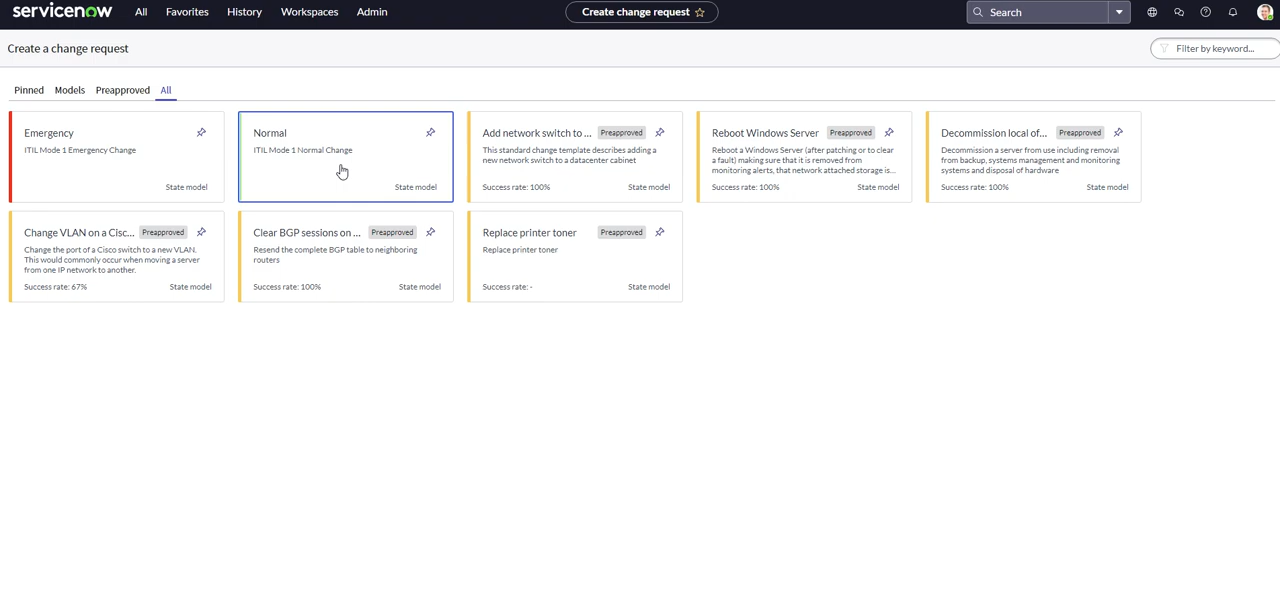 servicenow All Favorites History Workspaces Admin Create change request Search
Create a change request Filter by keyword...
Pinned Models Preapproved All
Emergency
ITIL Mode 1 Emergency Change
State model
Normal
ITIL Mode 1 Normal Change
State model
Add network switch to ... Preapproved
This standard change template describes adding a
new network switch to a datacenter cabinet
Success rate: 100% State model
Reboot Windows Server Preapproved
Reboot a Windows Server (after patching or to clear
a fault) making sure that it is removed from
monitoring alerts, that network attached storage is...
Success rate: 100% State model
Decommission local of... Preapproved
Decommission a server from use including removal
from backup, systems management and monitoring
systems and disposal of hardware
Success rate: 100% State model
Change VLAN on a Cisc... Preapproved
Change the port of a Cisco switch to a new VLAN.
This would commonly occur when moving a server
from one IP network to another.
Success rate: 67% State model
Clear BGP sessions on ... Preapproved
Resend the complete BGP table to neighboring
routers
Success rate: 100% State model
Replace printer toner Preapproved
Replace printer toner
Success rate: - State model